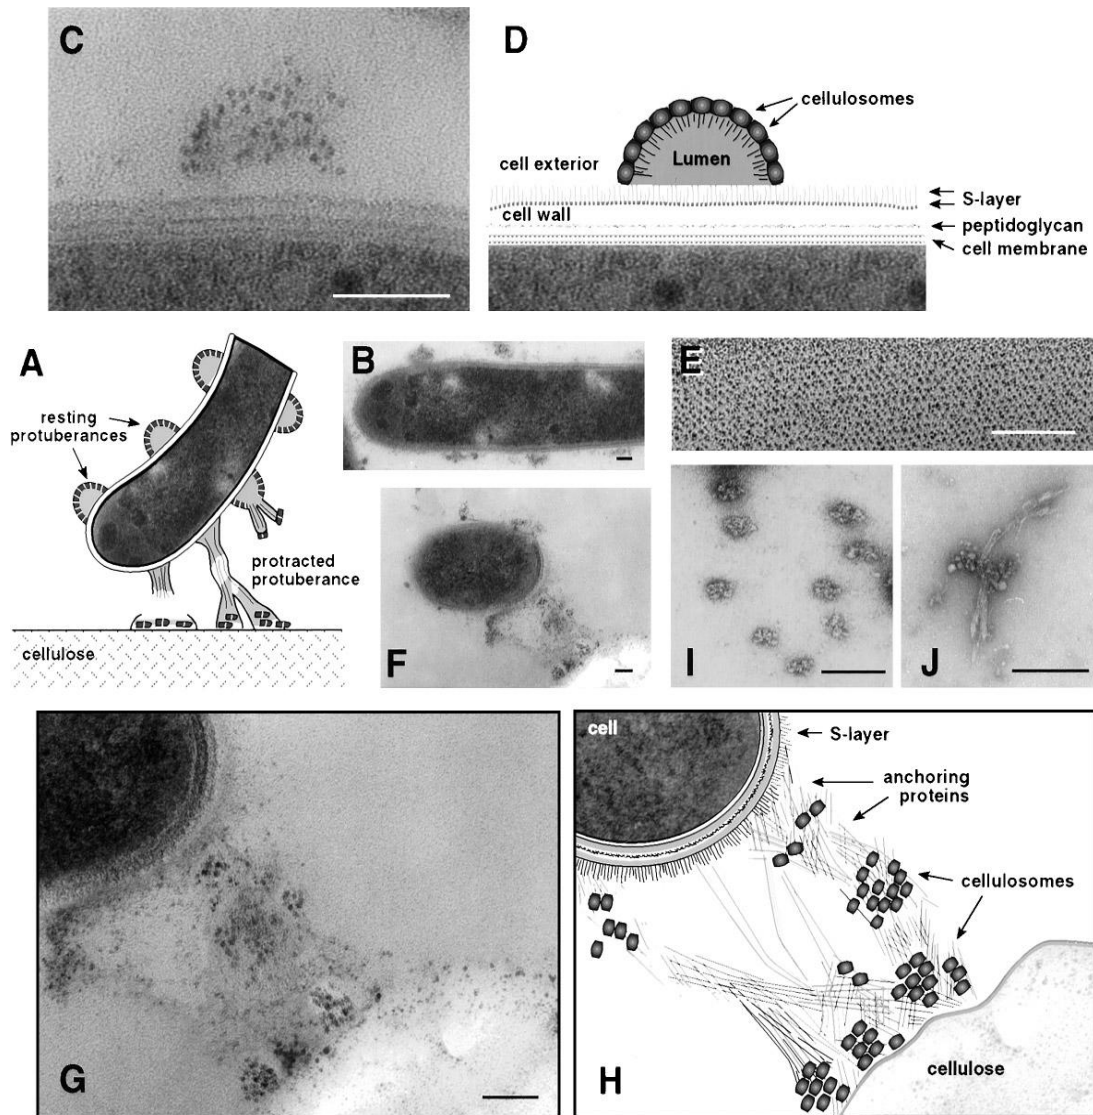 C
D
cellulosomes
Lumen
cell exterior
S-layer
cell wall
peptidoglycan
cell membrane
A
resting
protuberances
protracted
protuberance
cellulose
B
E
F
I
J
G
cell
S-layer
anchoring
proteins
cellulosomes
H
cellulose